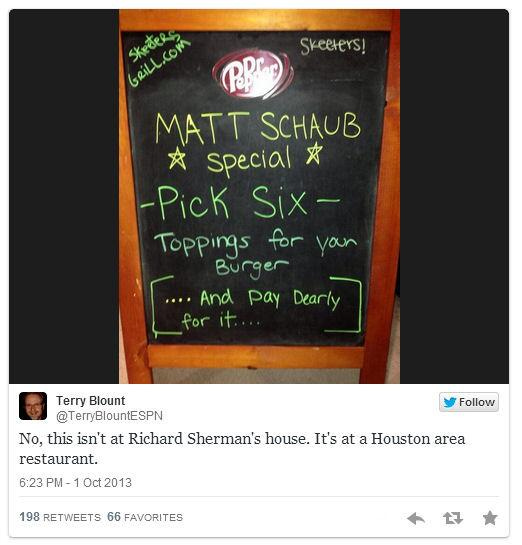 Skeeters
Grill.com
Skeeters!
Dr
Pepper
MATT SCHAUB
Special
-Pick Six-
Toppings for your
Burger
.... And Pay Dearly
for it....
Terry Blount
@TerryBlountESPN
Follow
No, this isn't at Richard Sherman's house. It's at a Houston area
restaurant.
6:23 PM - 1 Oct 2013
198 RETWEETS 66 FAVORITES